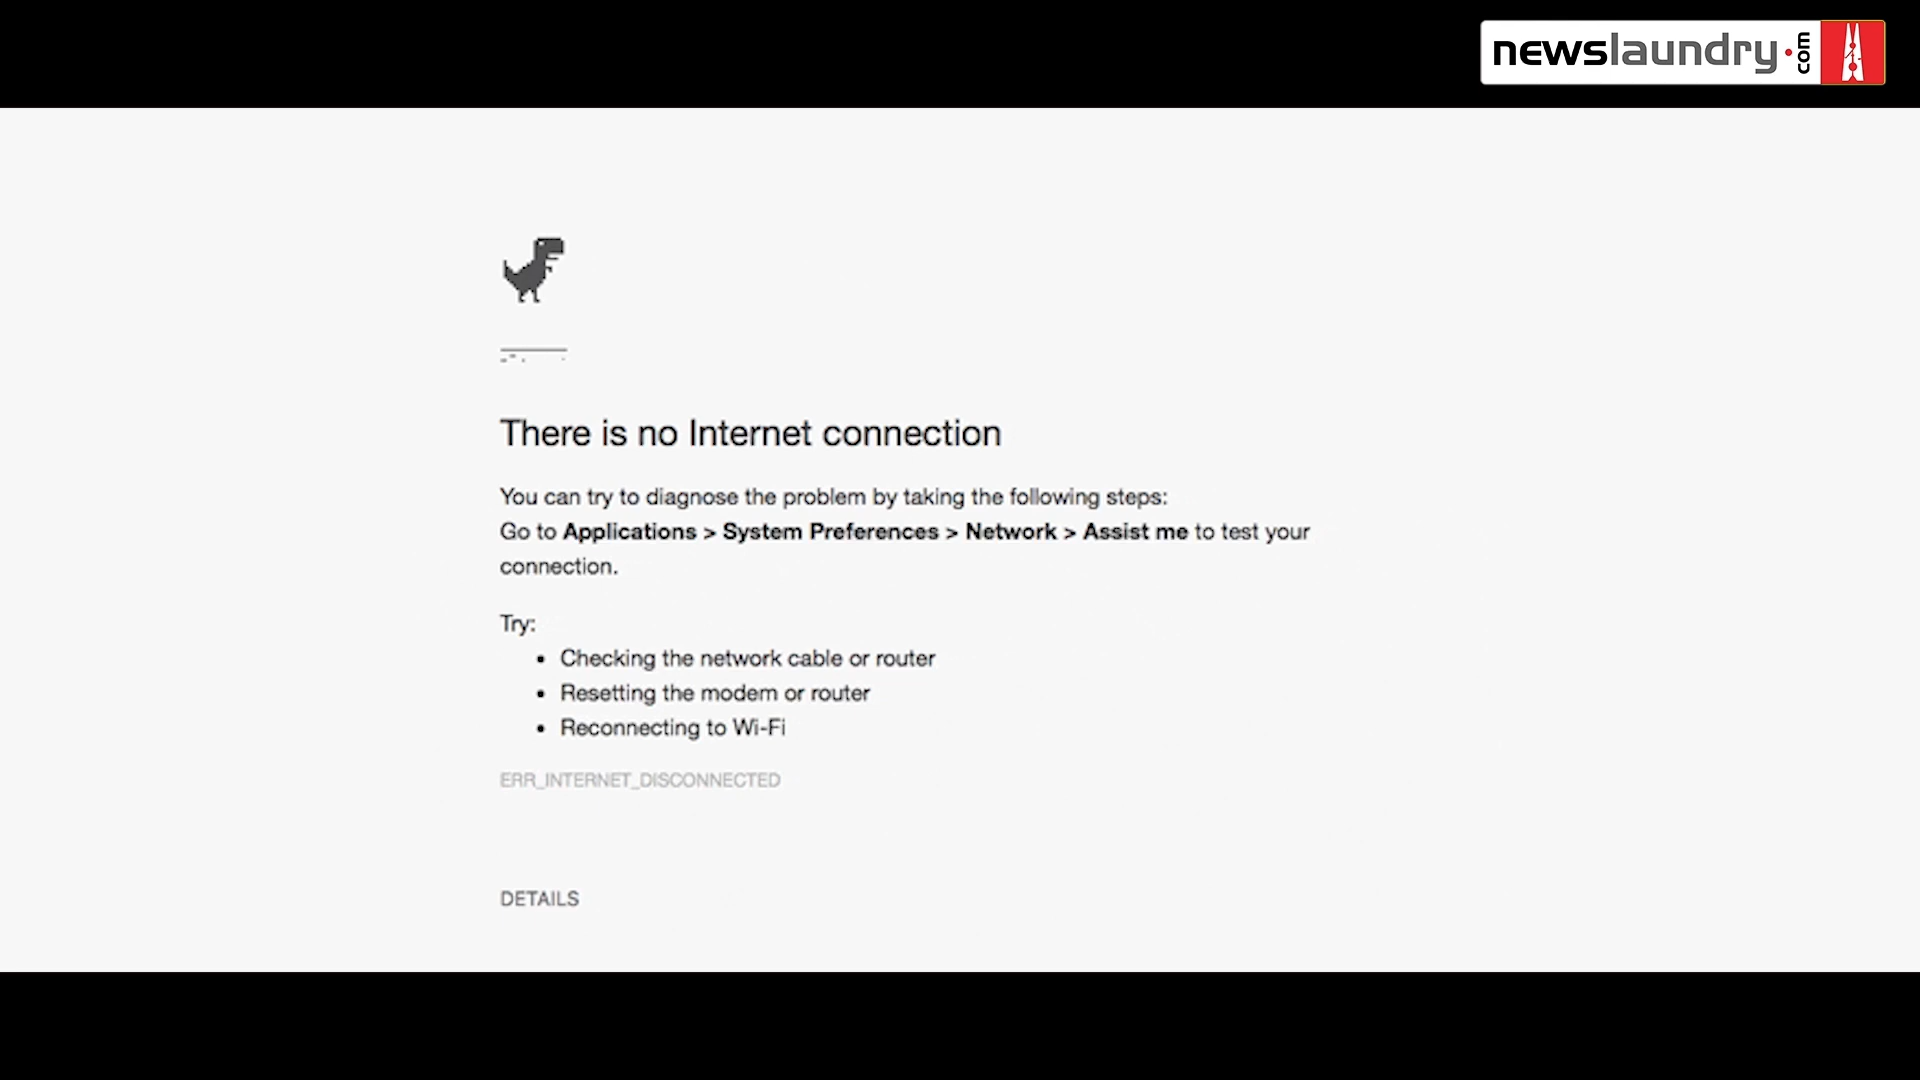 newslaundry.com
There is no Internet connection
You can try to diagnose the problem by taking the following steps:
Go to Applications > System Preferences > Network > Assist me to test your
connection.
Try:
• Checking the network cable or router
• Resetting the modem or router
• Reconnecting to Wi-Fi
ERR_INTERNET_DISCONNECTED
DETAILS